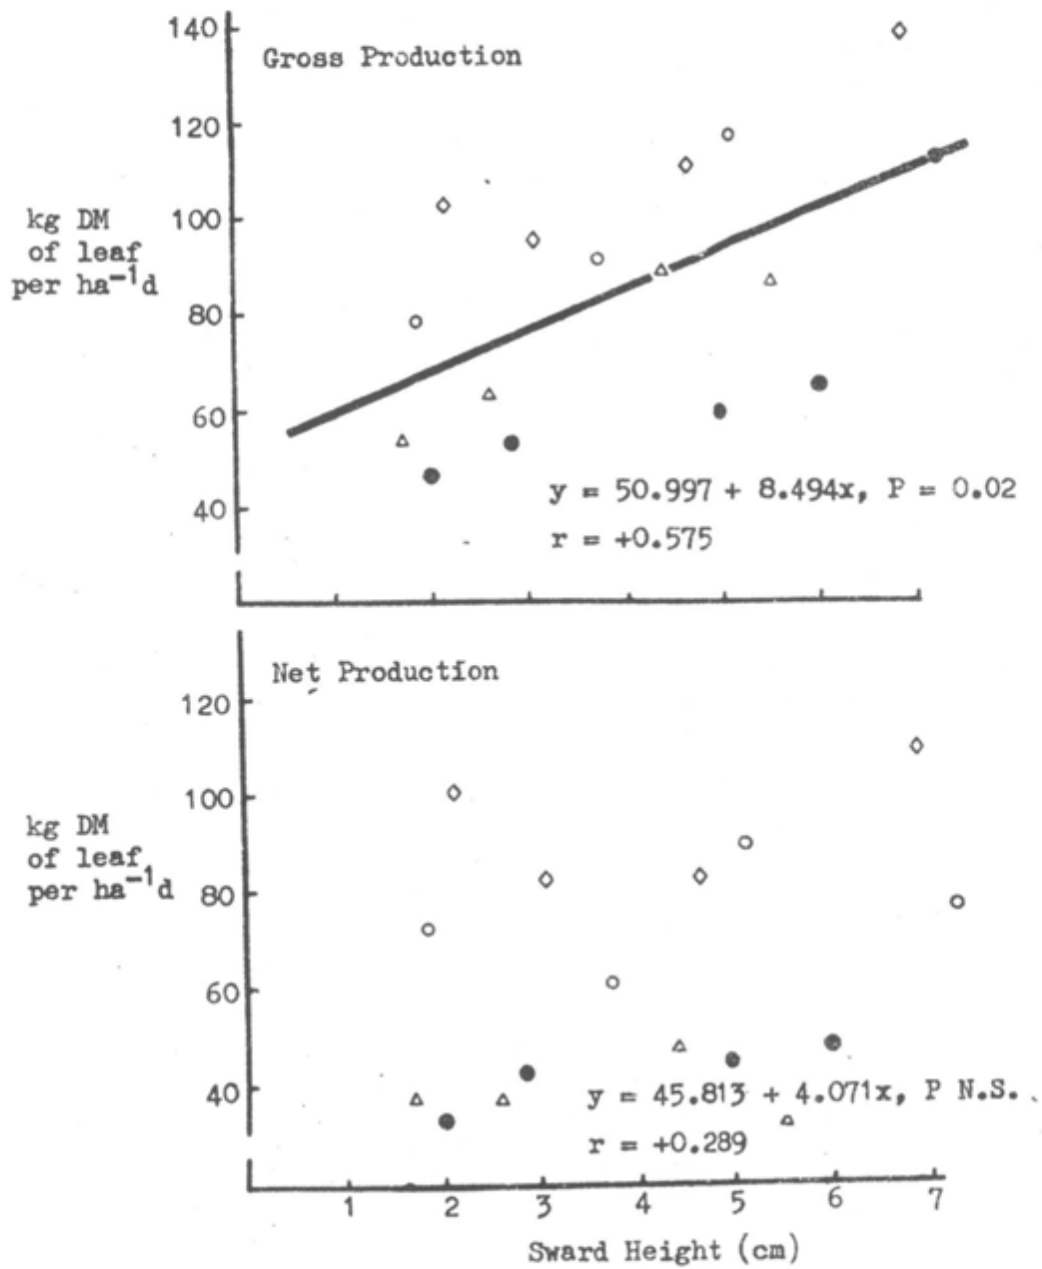 140
Gross Production
120
kg DM
of leaf
per ha⁻¹d
100
80
60
40
y = 50.997 + 8.494x, P = 0.02
r = +0.575
Net Production
120
100
kg DM
of leaf
per ha⁻¹d
80
60
40
y = 45.813 + 4.071x, P N.S.
r = +0.289
1 2 3 4 5 6 7
Sward Height (cm)